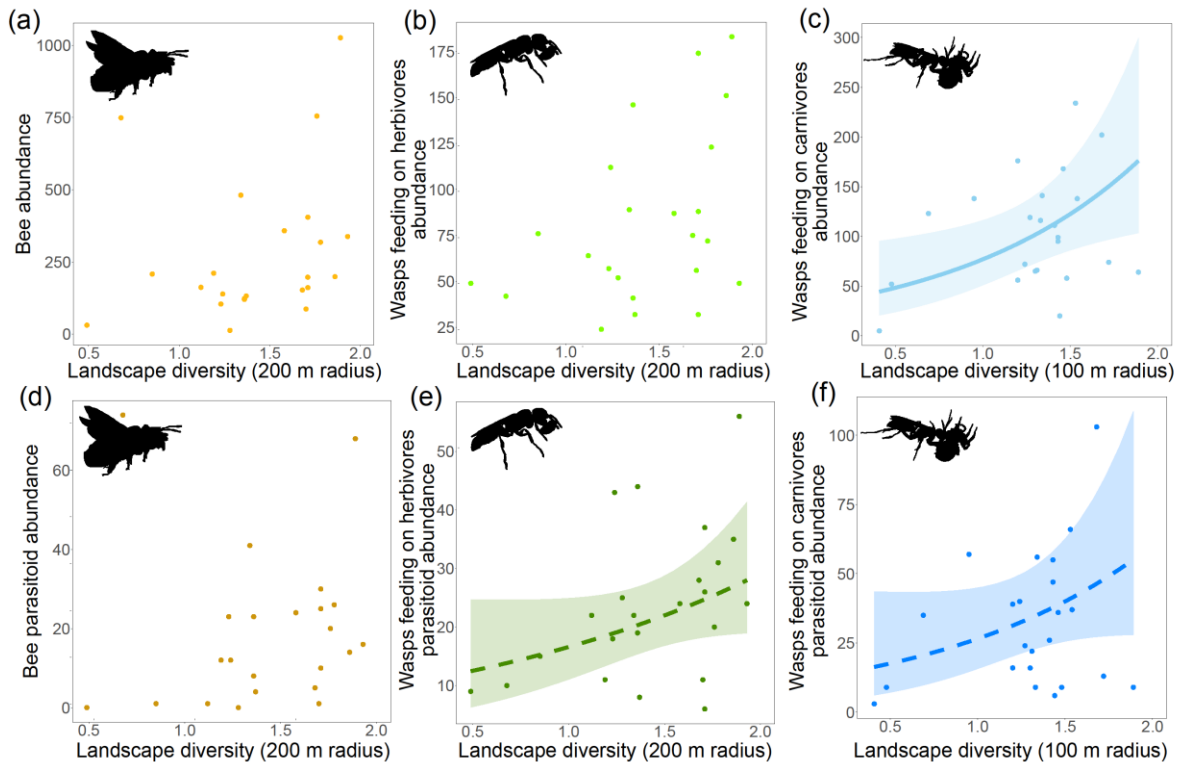 (a)
Bee abundance
1000
750
500
250
0
0.5 1.0 1.5 2.0
Landscape diversity (200 m radius)
(b)
Wasps feeding on herbivores
abundance
175
150
125
100
75
50
25
0.5 1.0 1.5 2.0
Landscape diversity (200 m radius)
(c)
Wasps feeding on carnivores
abundance
300
250
200
150
100
50
0
0.5 1.0 1.5 2.0
Landscape diversity (100 m radius)
(d)
Bee parasitoid abundance
60
40
20
0
0.5 1.0 1.5 2.0
Landscape diversity (200 m radius)
(e)
Wasps feeding on herbivores
parasitoid abundance
50
40
30
20
10
0.5 1.0 1.5 2.0
Landscape diversity (200 m radius)
(f)
Wasps feeding on carnivores
parasitoid abundance
100
75
50
25
0
0.5 1.0 1.5 2.0
Landscape diversity (100 m radius)